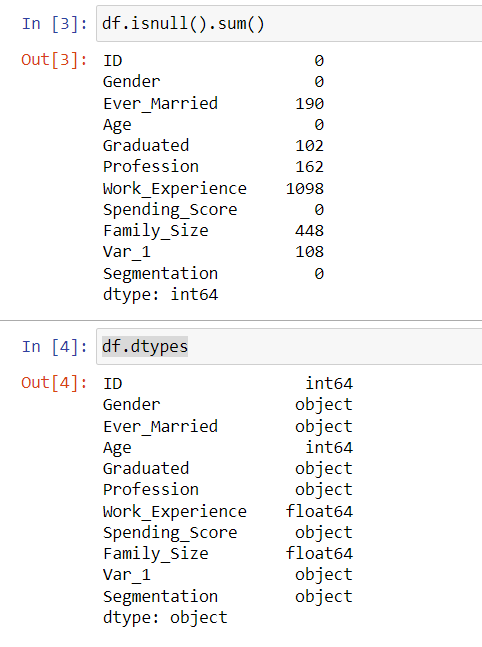 In [3]: df.isnull().sum()
Out[3]: ID 0
Gender 0
Ever_Married 190
Age 0
Graduated 102
Profession 162
Work_Experience 1098
Spending_Score 0
Family_Size 448
Var_1 108
Segmentation 0
dtype: int64
In [4]: df.dtypes
Out[4]: ID int64
Gender object
Ever_Married object
Age int64
Graduated object
Profession object
Work_Experience float64
Spending_Score object
Family_Size float64
Var_1 object
Segmentation object
dtype: object